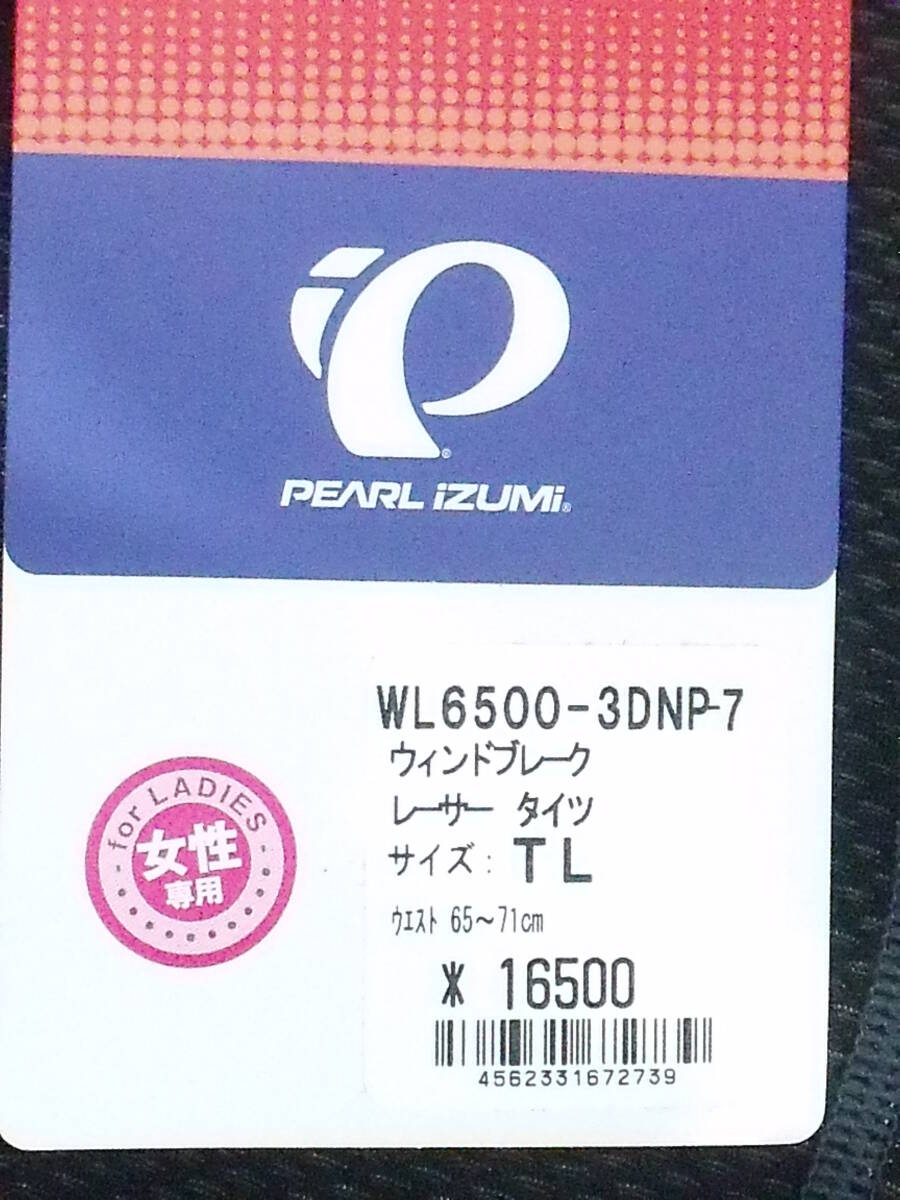 PEARL iZUMi®
for LADIES
女性
専用
WL6500-3DNP-7
ウィンドブレーク
レーサー タイツ
サイズ: TL
ウエスト 65〜71cm
¥ 16500
4562331672739